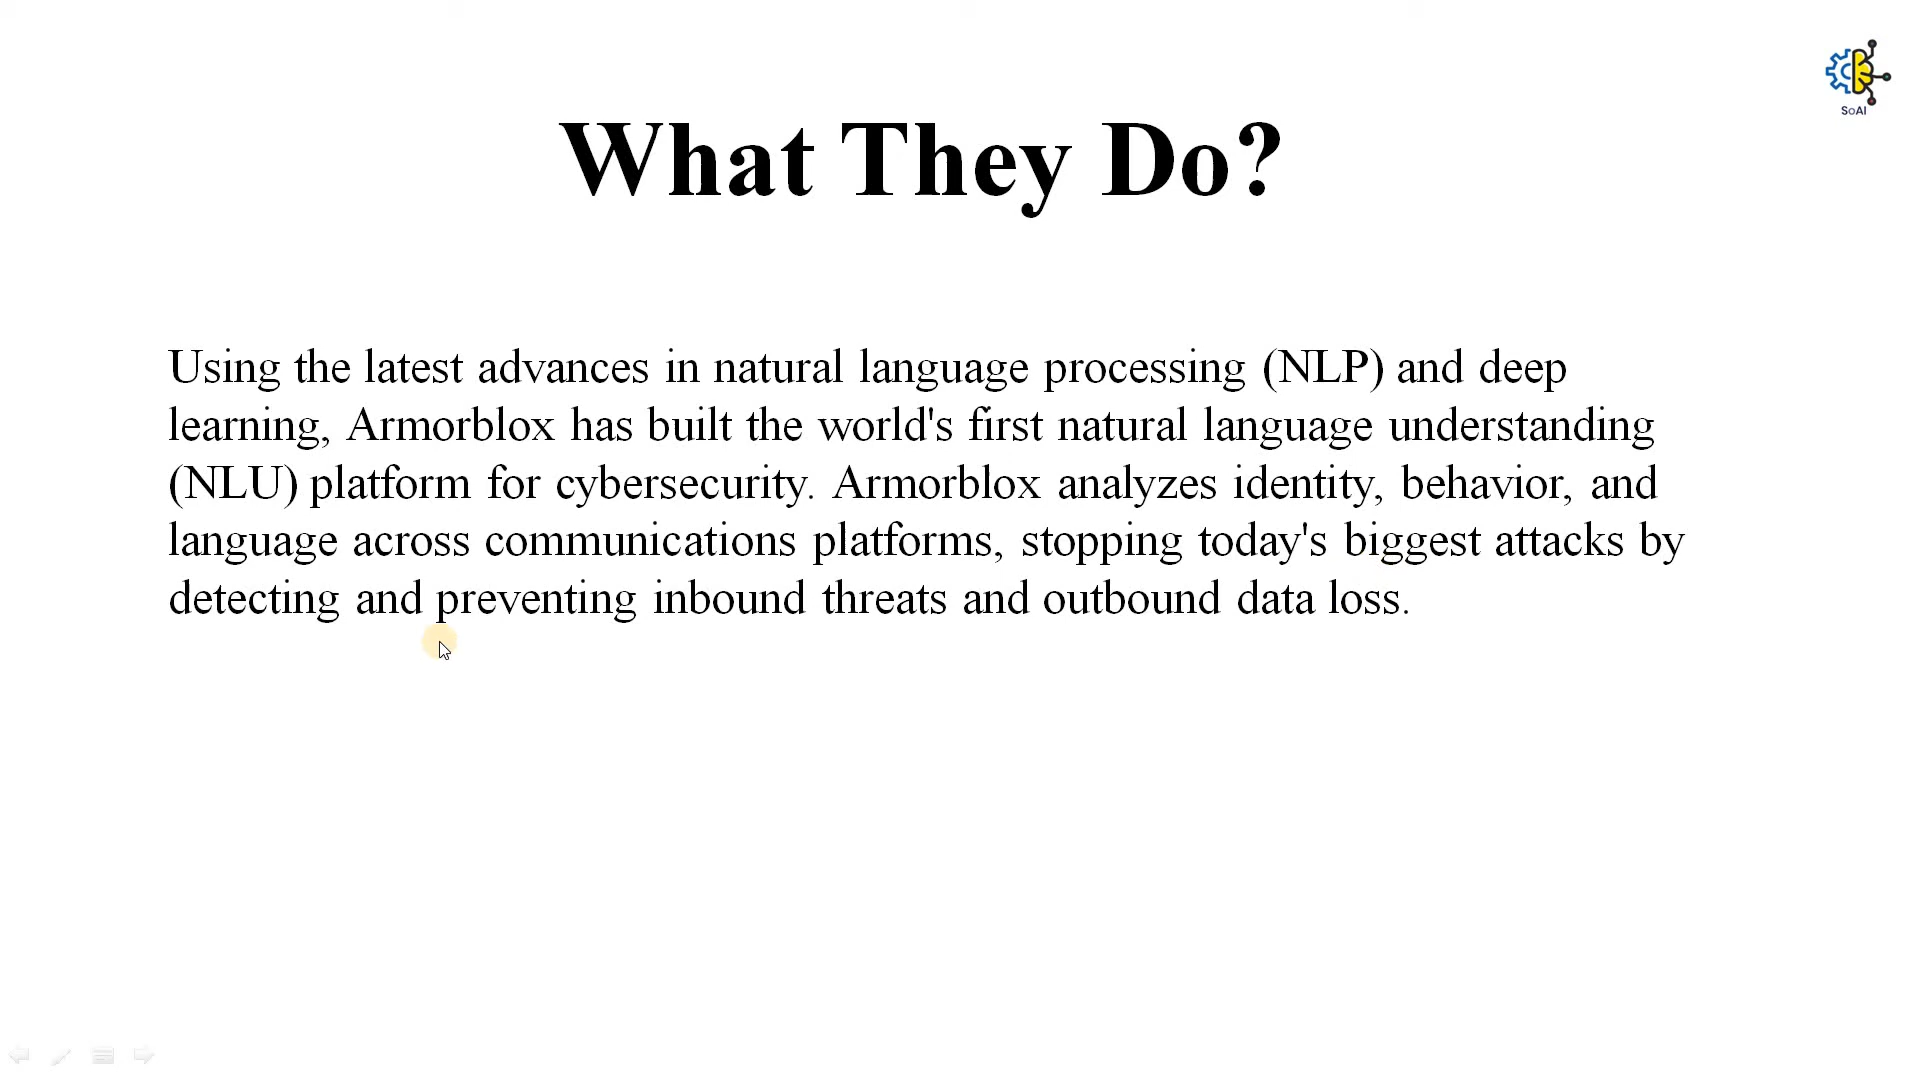 SoAI
What They Do?
Using the latest advances in natural language processing (NLP) and deep
learning, Armorblox has built the world's first natural language understanding
(NLU) platform for cybersecurity. Armorblox analyzes identity, behavior, and
language across communications platforms, stopping today's biggest attacks by
detecting and preventing inbound threats and outbound data loss.